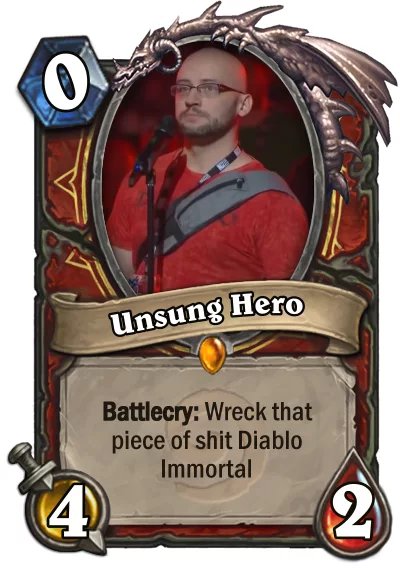 0
Unsung Hero
Battlecry: Wreck that
piece of shit Diablo
Immortal
4
2